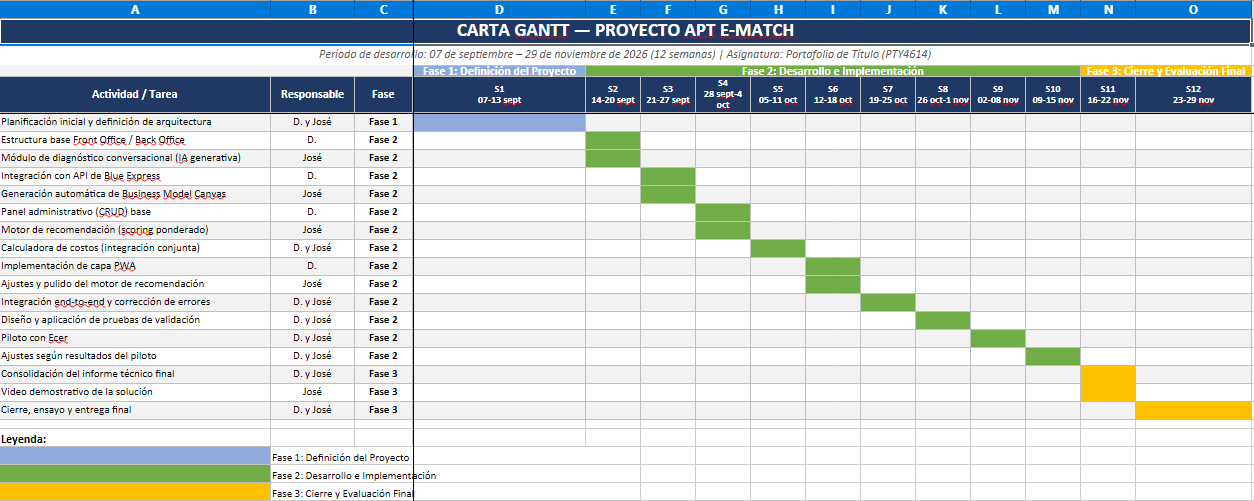 A B C D E F G H I J K L M N O
CARTA GANTT — PROYECTO APT E-MATCH
Período de desarrollo: 07 de septiembre – 29 de noviembre de 2026 (12 semanas) | Asignatura: Portafolio de Título (PTY4614)
Fase 1: Definición del Proyecto Fase 2: Desarrollo e Implementación Fase 3: Cierre y Evaluación Final
Actividad / Tarea Responsable Fase
S1
07-13 sept
S2
14-20 sept
S3
21-27 sept
S4
28 sept-4
oct
S5
05-11 oct
S6
12-18 oct
S7
19-25 oct
S8
26 oct-1 nov
S9
02-08 nov
S10
09-15 nov
S11
16-22 nov
S12
23-29 nov
Planificación inicial y definición de arquitectura D. y José Fase 1
Estructura base Front Office / Back Office D. Fase 2
Módulo de diagnóstico conversacional (IA generativa) José Fase 2
Integración con API de Blue Express D. Fase 2
Generación automática de Business Model Canvas José Fase 2
Panel administrativo (CRUD) base D. Fase 2
Motor de recomendación (scoring ponderado) José Fase 2
Calculadora de costos (integración conjunta) D. y José Fase 2
Implementación de capa PWA D. Fase 2
Ajustes y pulido del motor de recomendación José Fase 2
Integración end-to-end y corrección de errores D. y José Fase 2
Diseño y aplicación de pruebas de validación D. y José Fase 2
Piloto con Ecer D. y José Fase 2
Ajustes según resultados del piloto D. y José Fase 2
Consolidación del informe técnico final D. y José Fase 3
Video demostrativo de la solución José Fase 3
Cierre, ensayo y entrega final D. y José Fase 3
Leyenda:
Fase 1: Definición del Proyecto
Fase 2: Desarrollo e Implementación
Fase 3: Cierre y Evaluación Final